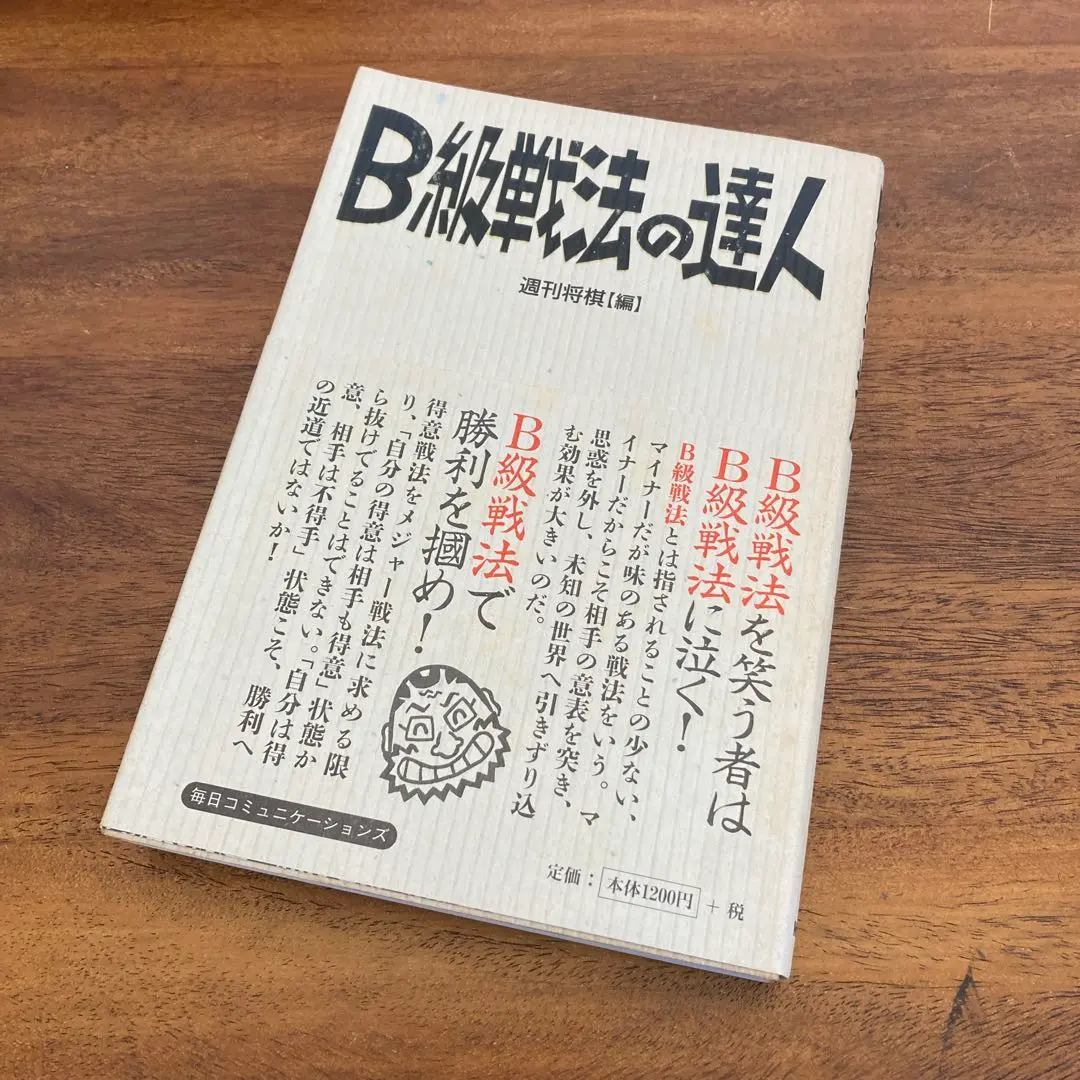 B級戦法の達人
週刊将棋【編】
B級戦法を笑う者は
B級戦法に泣く!
B級戦法とは指されることの少ない、
マイナーだが味のある戦法をいう。マ
イナーだからこそ相手の意表を突き、
思惑を外し、未知の世界へ引きずり込
む効果が大きいのだ。
B級戦法で
勝利を摑め!
得意戦法をメジャー戦法に求める限
り、「自分の得意は相手も得意」状態か
ら抜けでることはできない。「自分は得
意、相手は不得手」状態こそ、勝利へ
の近道ではないか!
毎日コミュニケーションズ
定価:本体1200円+税